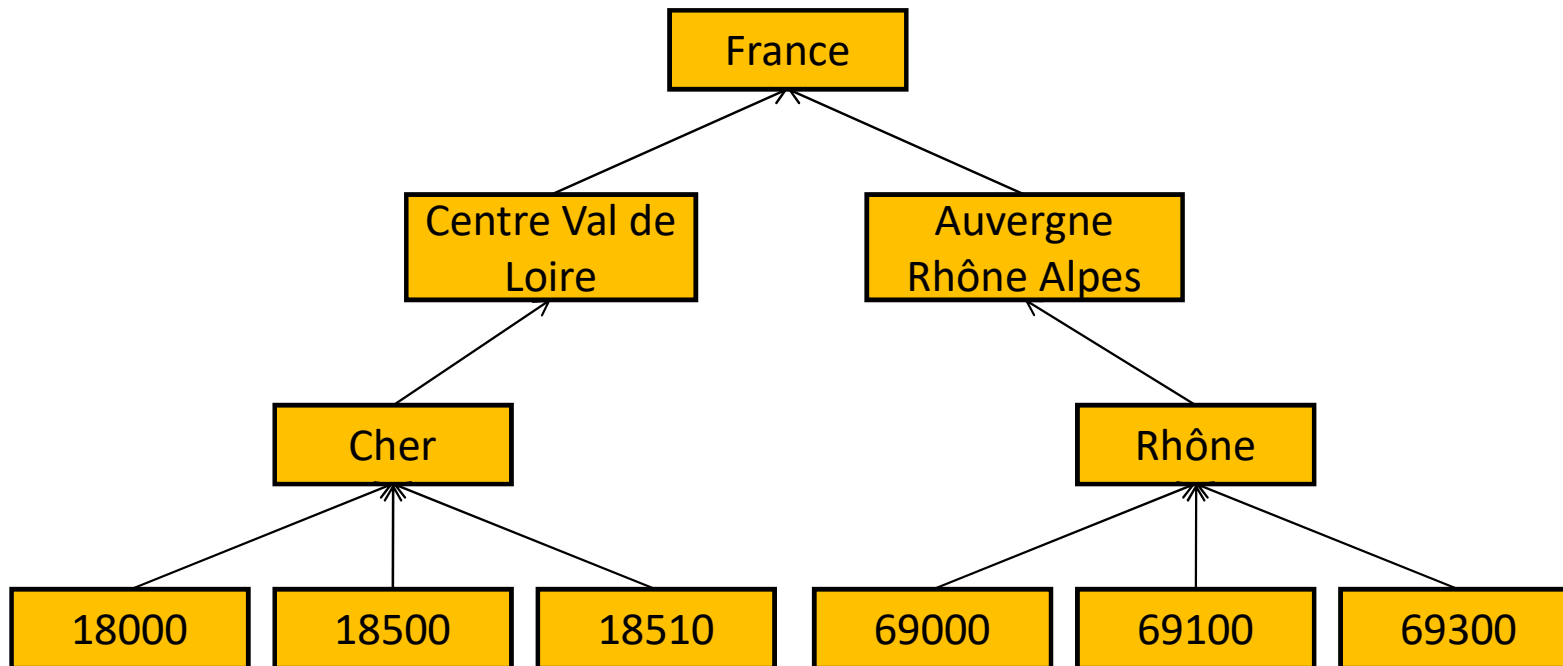 France
Centre Val de
Loire
Auvergne
Rhône Alpes
Cher
Rhône
18000
18500
18510
69000
69100
69300